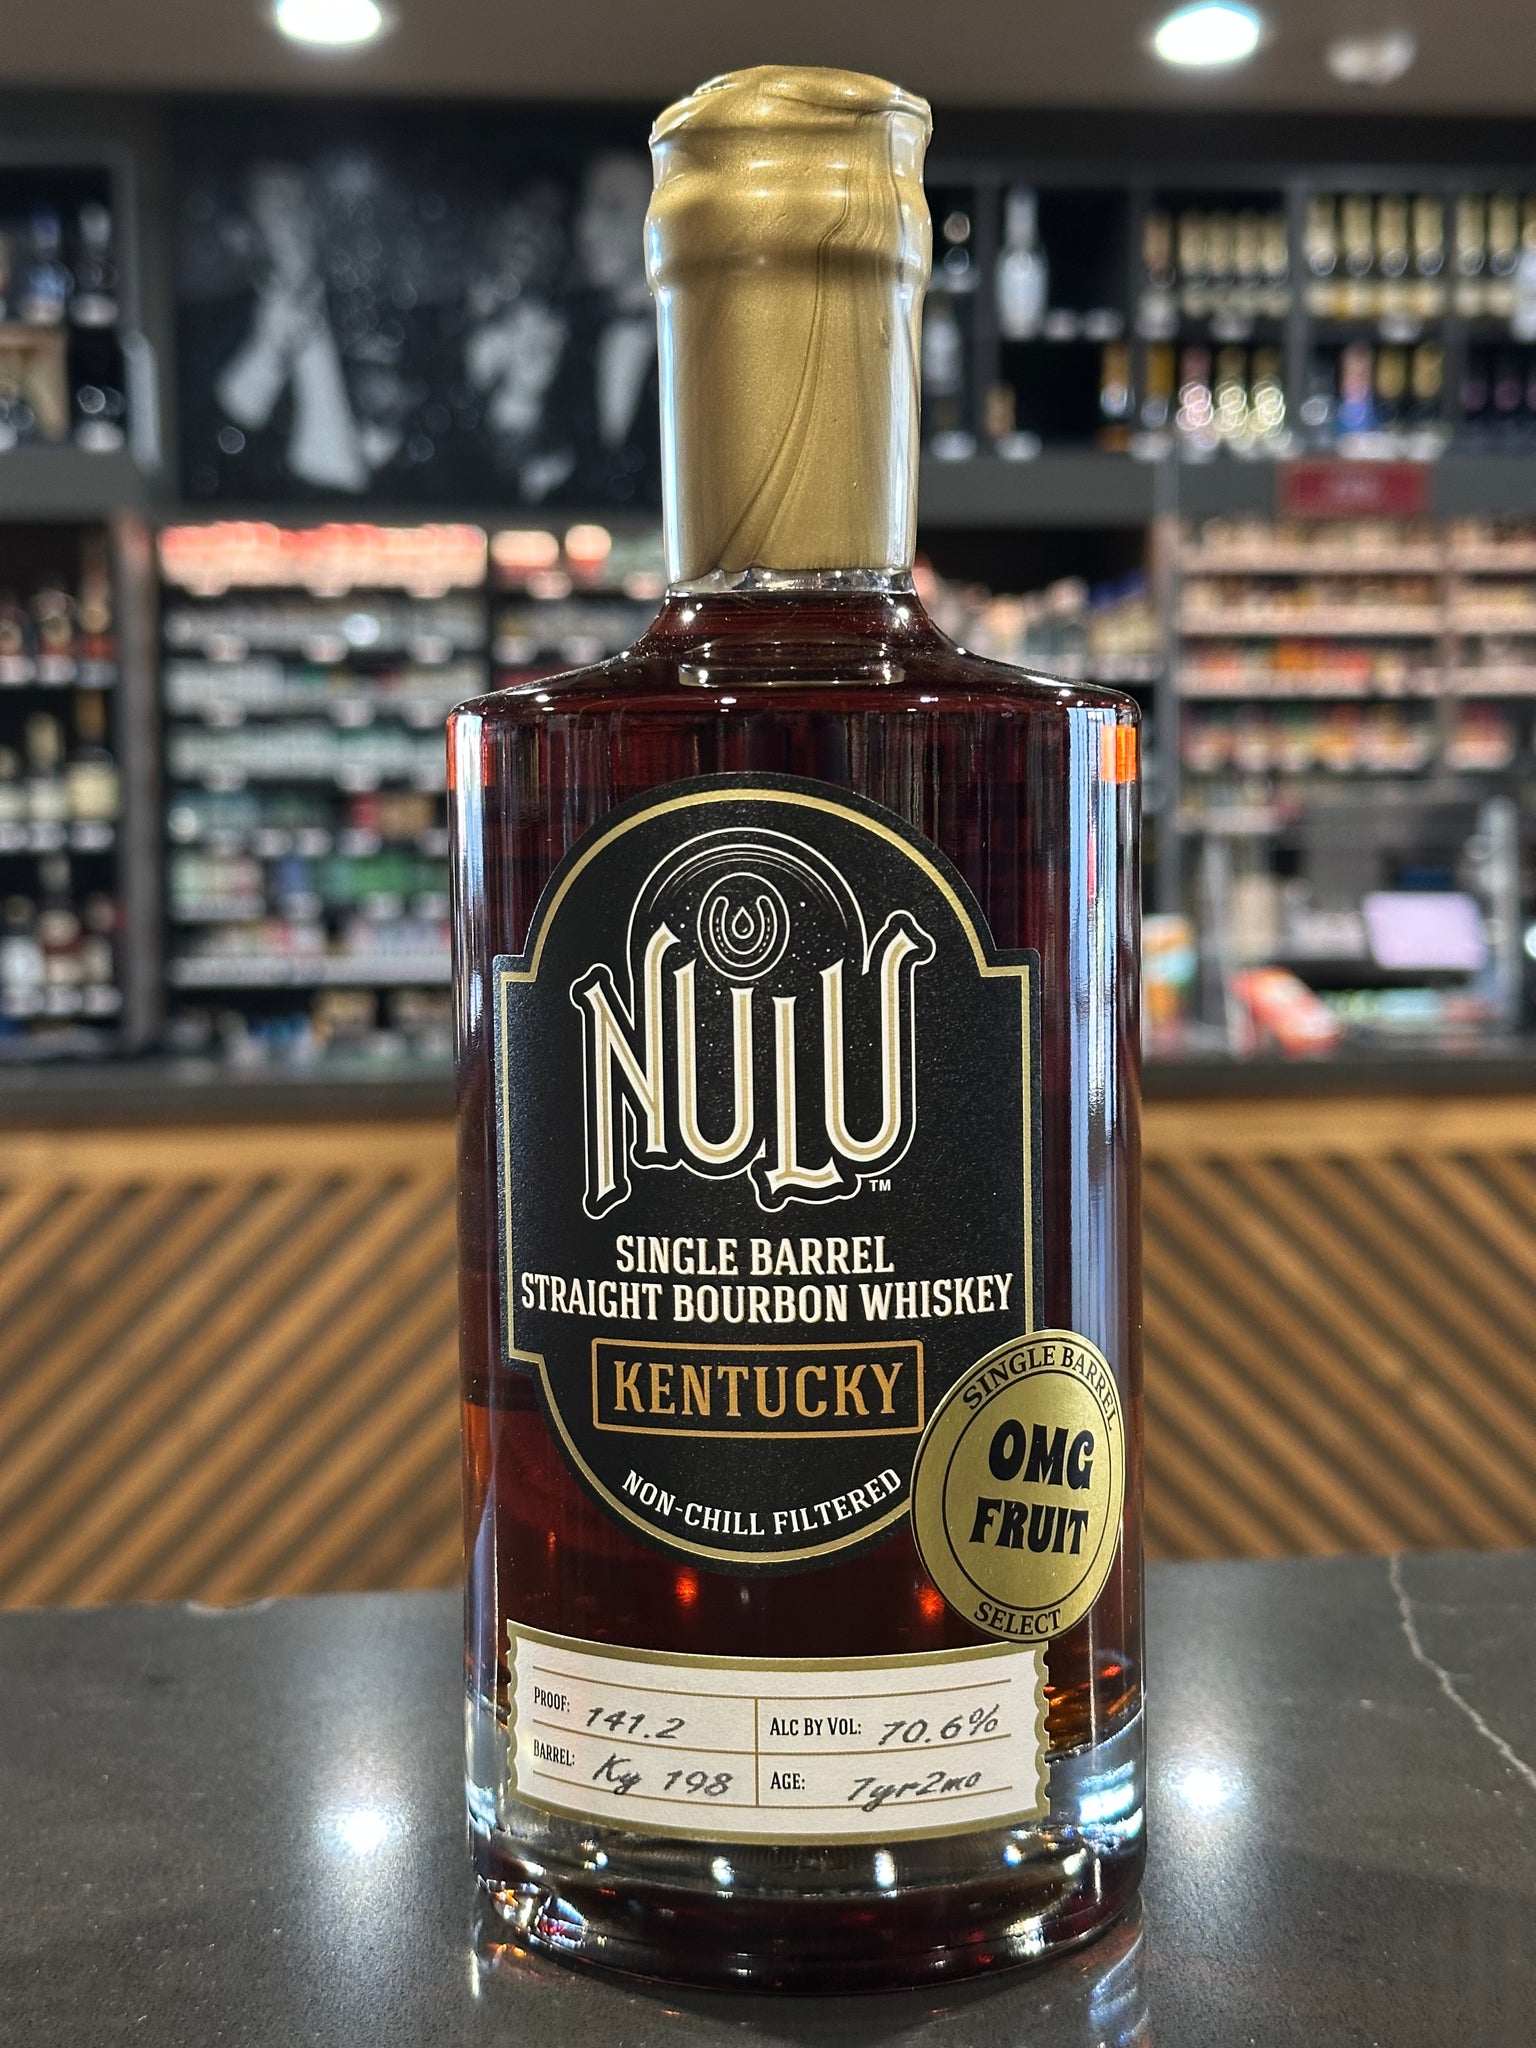 NULU
TM
SINGLE BARREL
STRAIGHT BOURBON WHISKEY
KENTUCKY
NON-CHILL FILTERED
SINGLE BARREL
OMG
FRUIT
SELECT
PROOF: 141.2
ALC BY VOL: 70.6%
BARREL: Ky 198
AGE: 7yr2mo